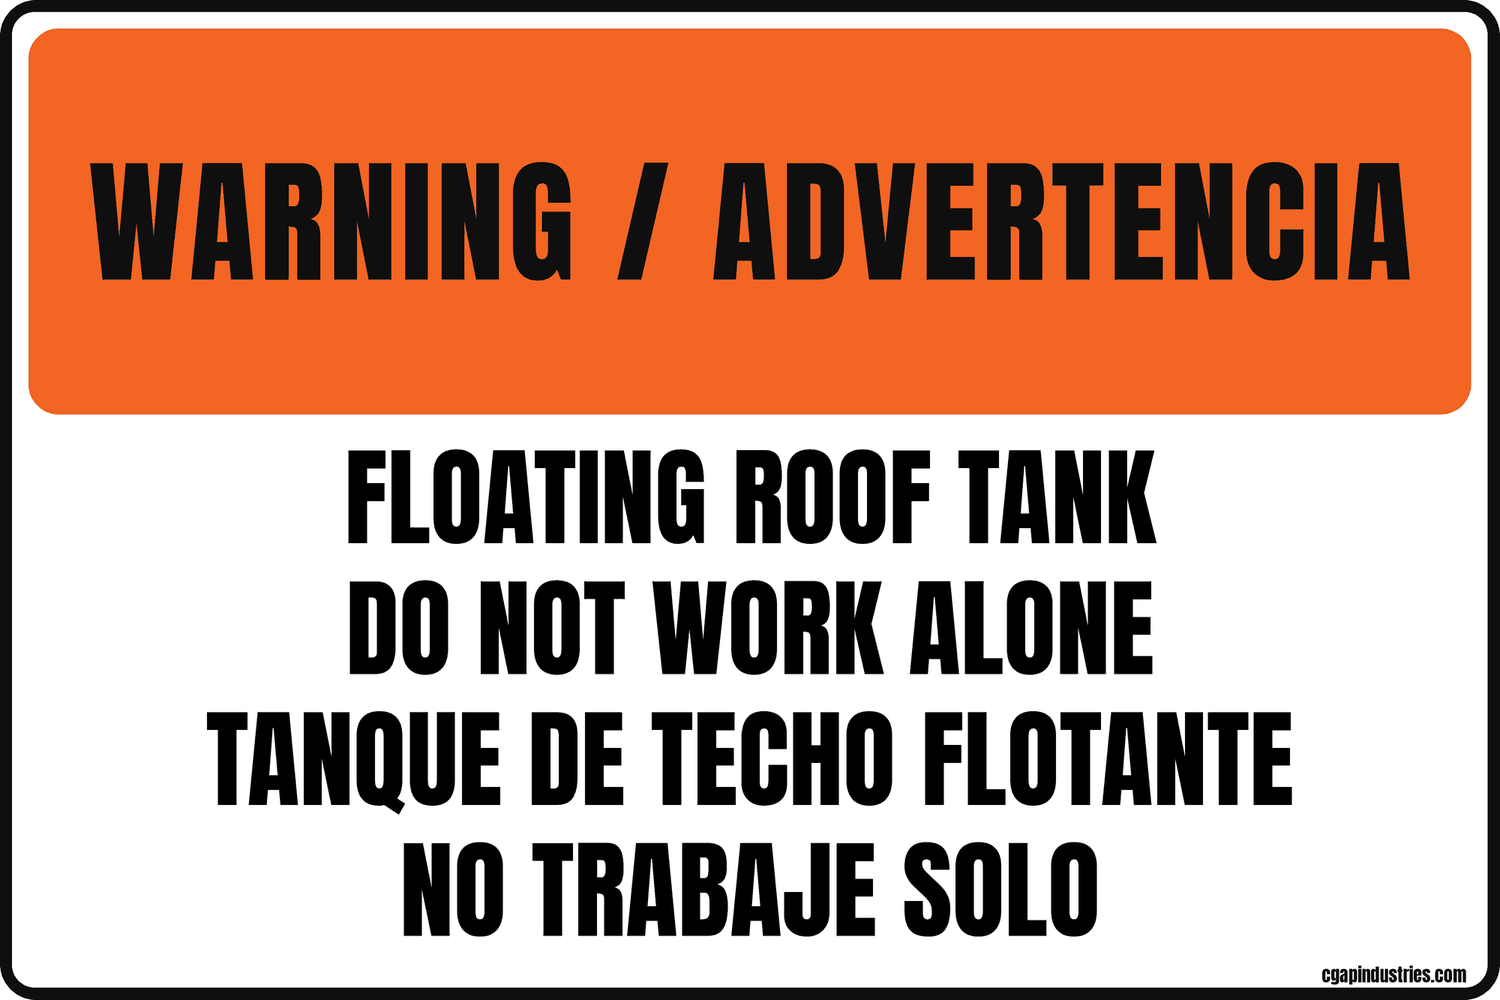 WARNING / ADVERTENCIA
FLOATING ROOF TANK
DO NOT WORK ALONE
TANQUE DE TECHO FLOTANTE
NO TRABAJE SOLO
cgapindustries.com